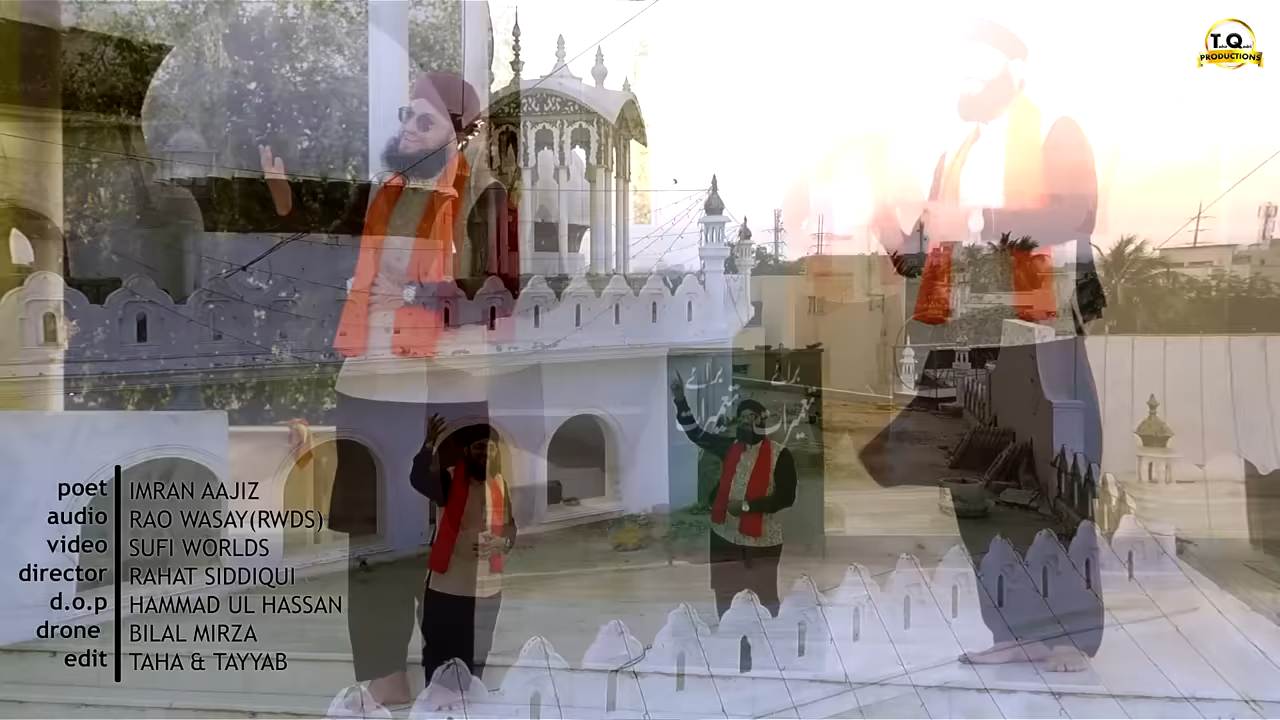 T.Q
PRODUCTIONS
poet IMRAN AAJIZ
audio RAO WASAY(RWDS)
video SUFI WORLDS
director RAHAT SIDDIQUI
d.o.p HAMMAD UL HASSAN
drone BILAL MIRZA
edit TAHA & TAYYAB